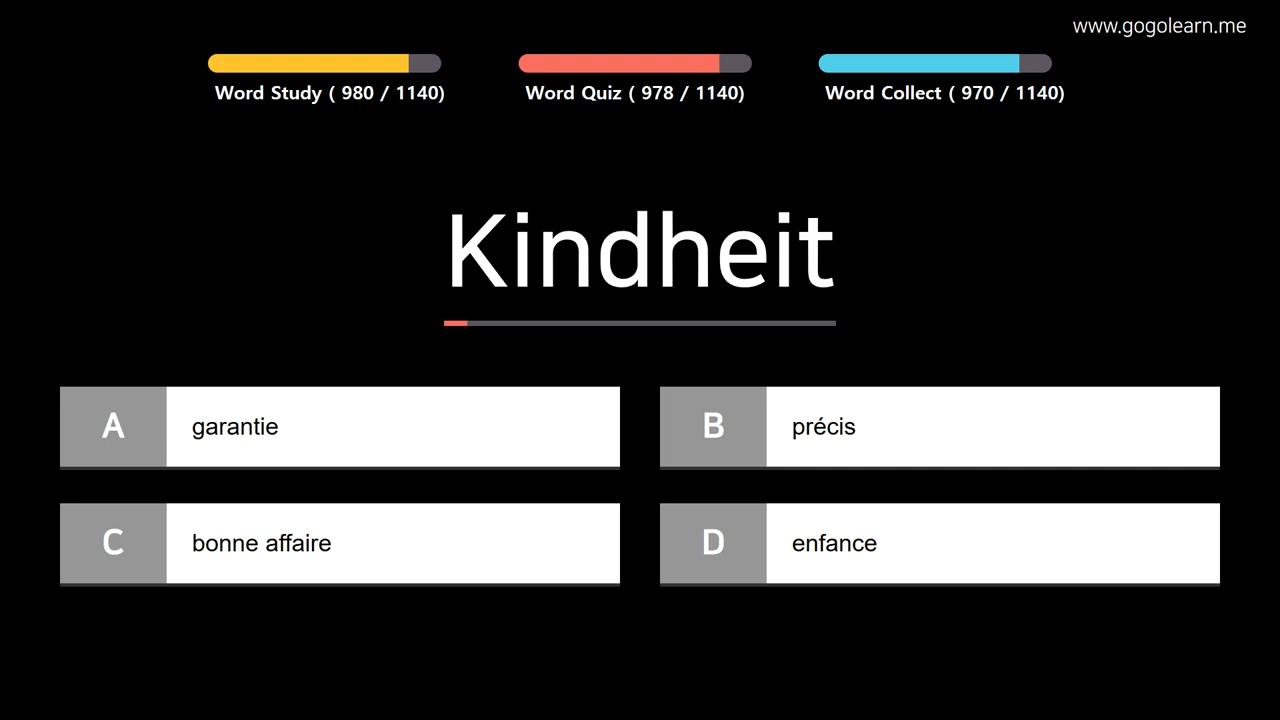 www.gogolearn.me
Word Study ( 980 / 1140)
Word Quiz ( 978 / 1140)
Word Collect ( 970 / 1140)
Kindheit
A garantie
B précis
C bonne affaire
D enfance